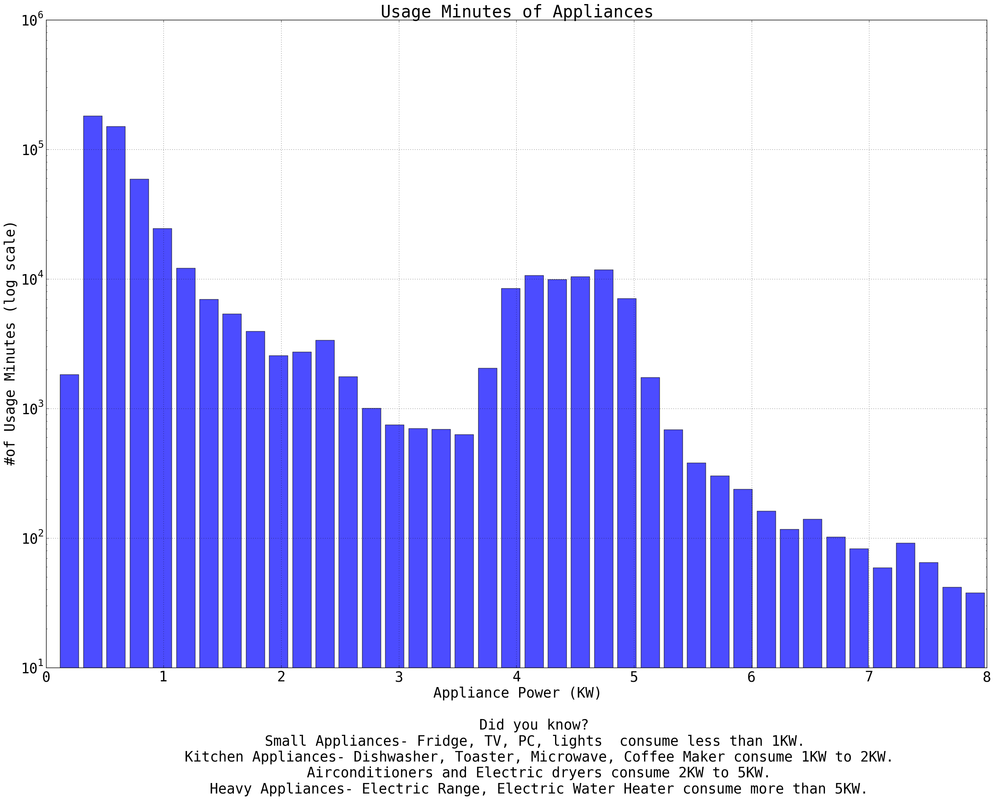 Usage Minutes of Appliances
#of Usage Minutes (log scale)
10^6
10^5
10^4
10^3
10^2
10^1
0 1 2 3 4 5 6 7 8
Appliance Power (KW)
Did you know?
Small Appliances- Fridge, TV, PC, lights  consume less than 1KW.
Kitchen Appliances- Dishwasher, Toaster, Microwave, Coffee Maker consume 1KW to 2KW.
Airconditioners and Electric dryers consume 2KW to 5KW.
Heavy Appliances- Electric Range, Electric Water Heater consume more than 5KW.